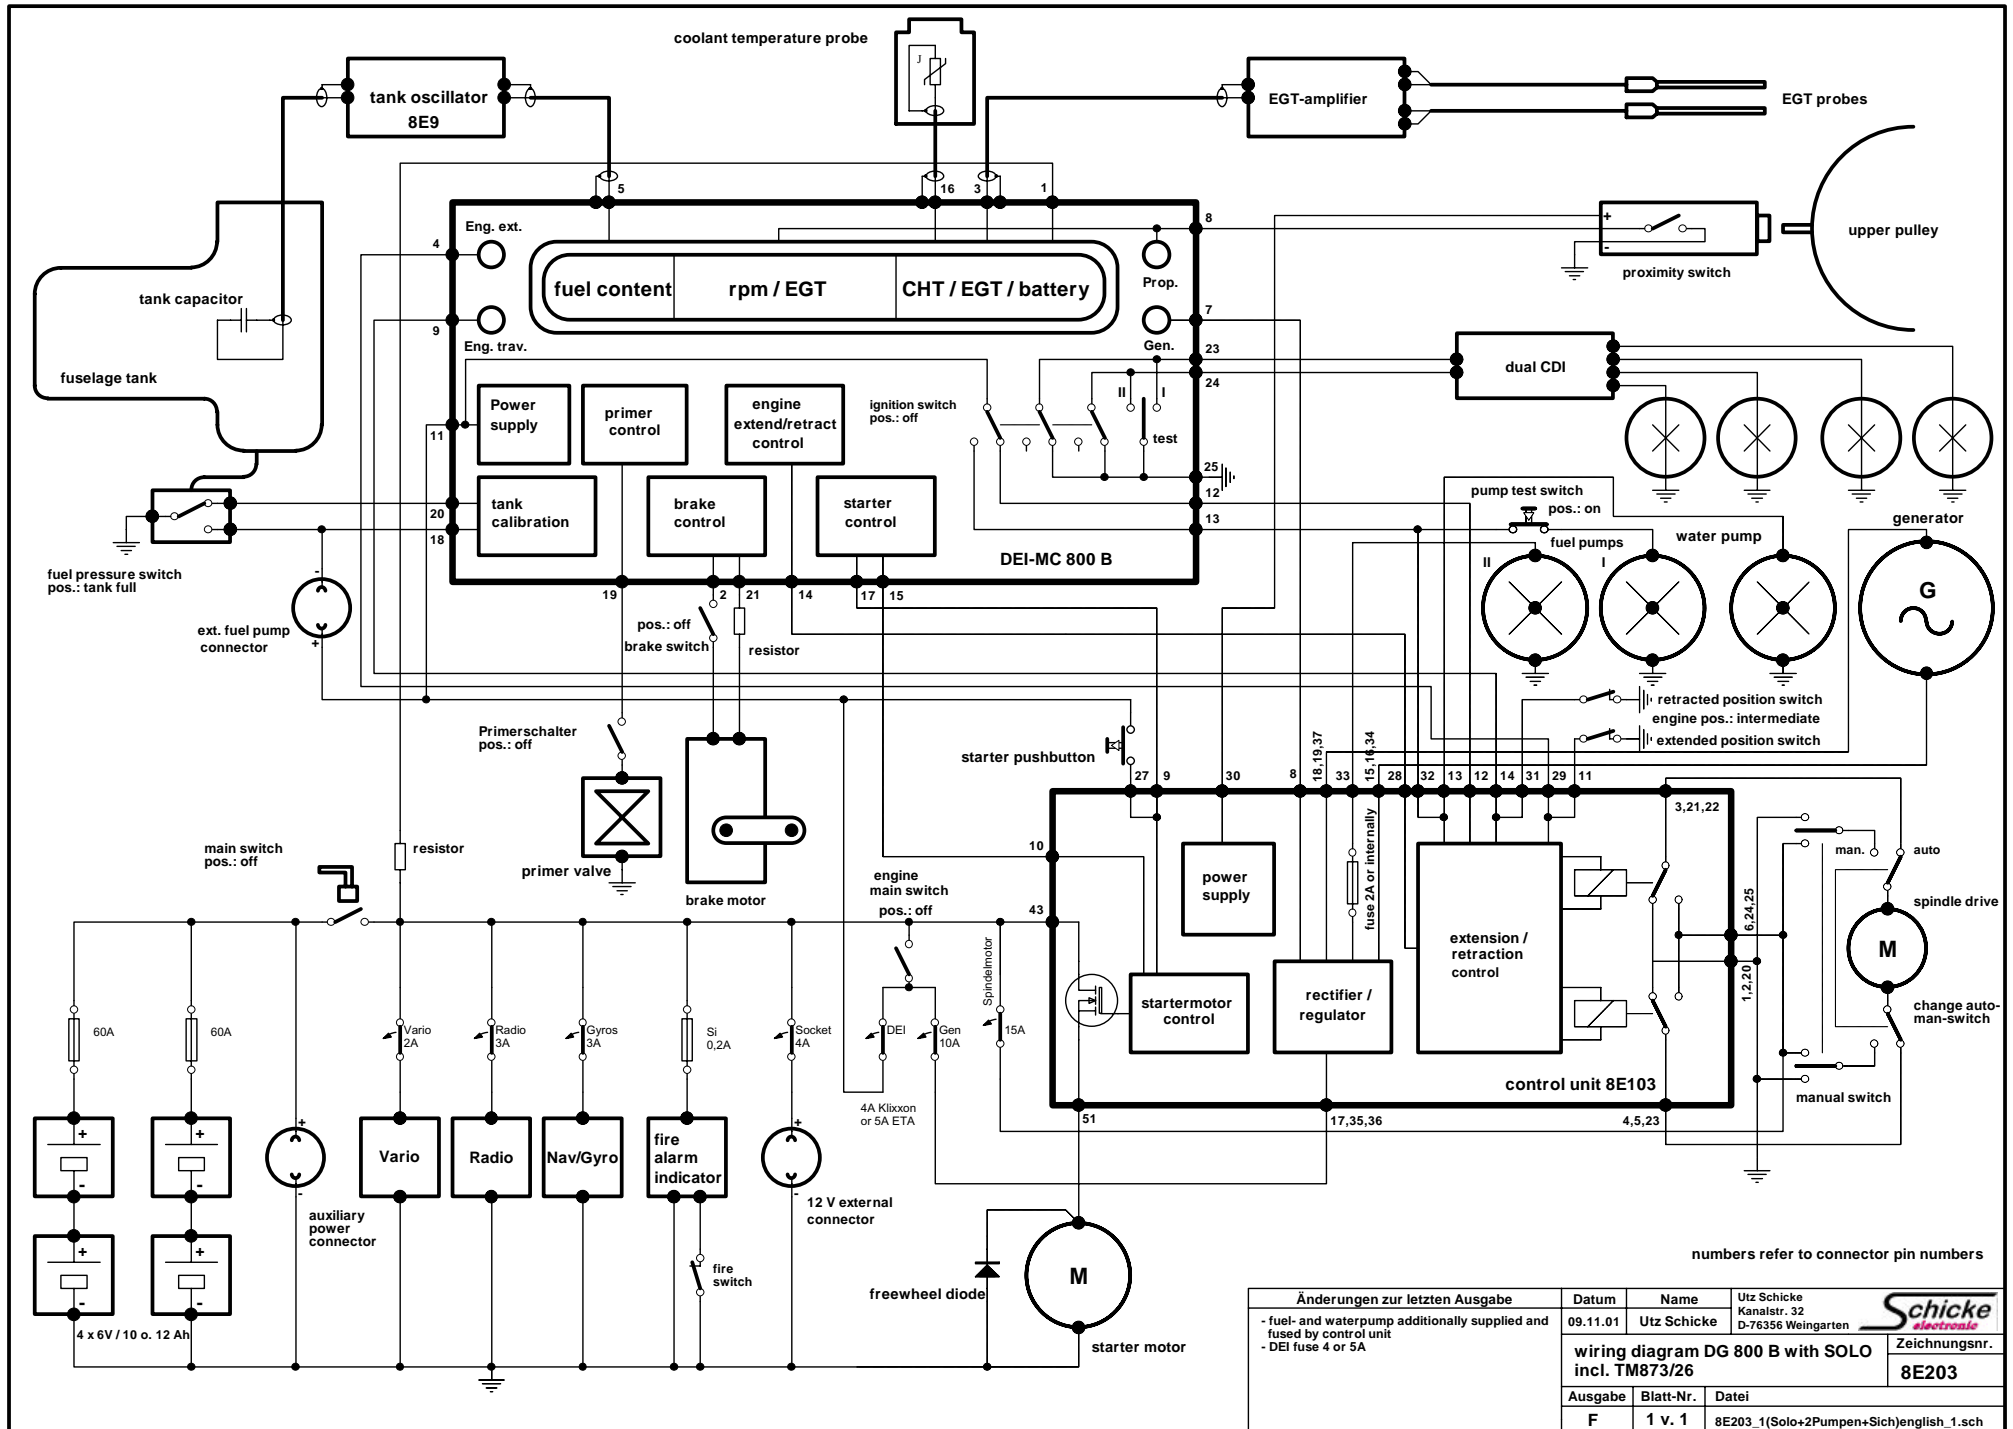 coolant temperature probe
J
tank oscillator
8E9
EGT-amplifier
EGT probes
5
16
3
1
8
+
-
proximity switch
upper pulley
Eng. ext.
4
fuel content
rpm / EGT
CHT / EGT / battery
Prop.
tank capacitor
9
Eng. trav.
7
Gen.
23
24
dual CDI
fuselage tank
Power
supply
primer
control
engine
extend/retract
control
ignition switch
pos.: off
II
I
test
11
25
12
13
tank
calibration
brake
control
starter
control
20
18
DEI-MC 800 B
pump test switch
pos.: on
fuel pumps
water pump
generator
II
I
G
fuel pressure switch
pos.: tank full
-
+
ext. fuel pump
connector
19
2
21
14
17
15
pos.: off
brake switch
resistor
retracted position switch
engine pos.: intermediate
extended position switch
Primerschalter
pos.: off
starter pushbutton
27
9
30
8
18,19,37
33
15,16,34
28
32
13
12
14
31
29
11
3,21,22
main switch
pos.: off
resistor
primer valve
brake motor
engine
main switch
pos.: off
10
43
power
supply
fuse 2A or internally
extension /
retraction
control
man.
auto
spindle drive
M
6,24,25
1,2,20
change auto-
man-switch
60A
60A
Vario
2A
Radio
3A
Gyros
3A
Si
0,2A
Socket
4A
DEI
Gen
10A
Spindelmotor
15A
startermotor
control
rectifier /
regulator
control unit 8E103
manual switch
4A Klixxon
or 5A ETA
51
17,35,36
4,5,23
+
-
+
-
+
-
Vario
Radio
Nav/Gyro
fire
alarm
indicator
+
-
12 V external
connector
auxiliary
power
connector
+
-
+
-
4 x 6V / 10 o. 12 Ah
fire
switch
freewheel diode
M
starter motor
numbers refer to connector pin numbers
Änderungen zur letzten Ausgabe
- fuel- and waterpump additionally supplied and
fused by control unit
- DEI fuse 4 or 5A
Datum
Name
09.11.01
Utz Schicke
Utz Schicke
Kanalstr. 32
D-76356 Weingarten
Schicke
electronic
wiring diagram DG 800 B with SOLO
incl. TM873/26
Zeichnungsnr.
8E203
Ausgabe
Blatt-Nr.
Datei
F
1 v. 1
8E203_1(Solo+2Pumpen+Sich)english_1.sch